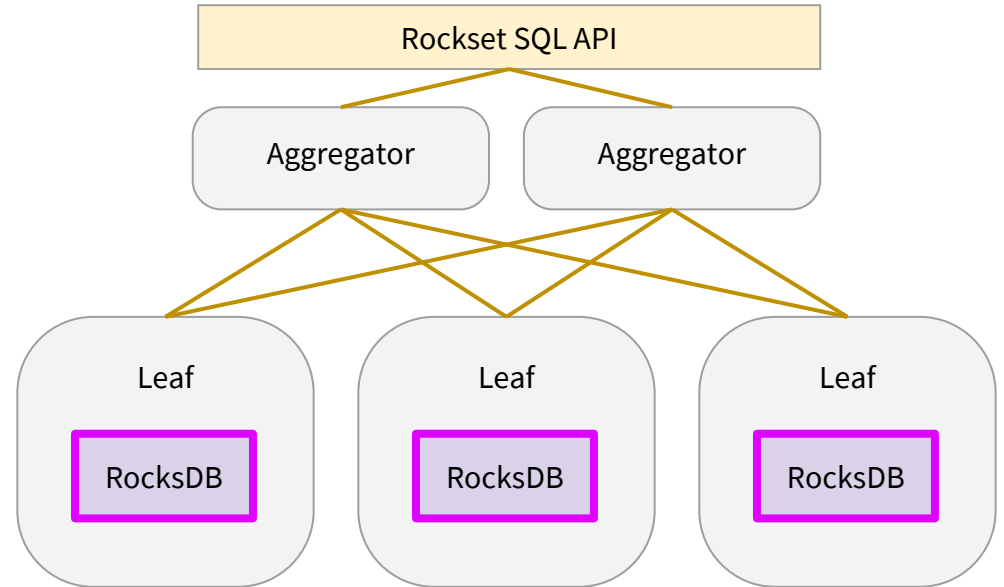 Rockset SQL API
Aggregator
Aggregator
Leaf
Leaf
Leaf
RocksDB
RocksDB
RocksDB